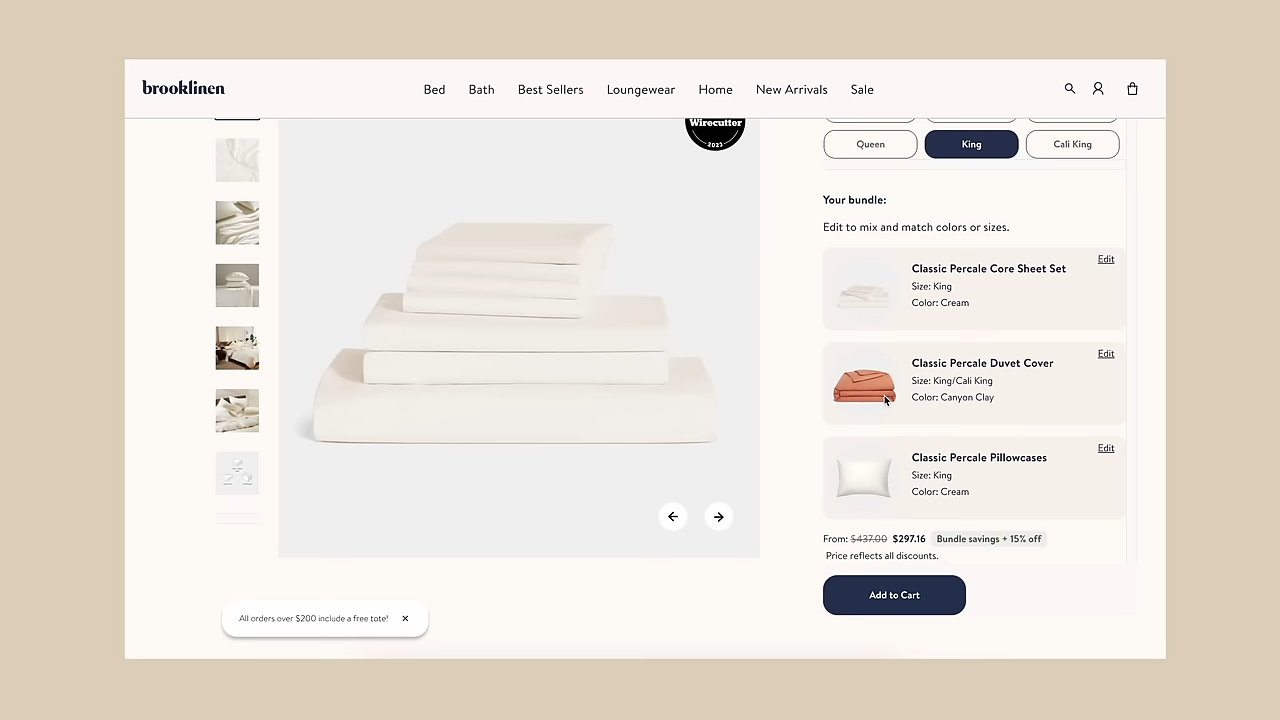 brooklinen
Bed Bath Best Sellers Loungewear Home New Arrivals Sale
Wirecutter
2023
Queen King Cali King
Your bundle:
Edit to mix and match colors or sizes.
Edit
Classic Percale Core Sheet Set
Size: King
Color: Cream
Edit
Classic Percale Duvet Cover
Size: King/Cali King
Color: Canyon Clay
Edit
Classic Percale Pillowcases
Size: King
Color: Cream
From: $437.00 $297.16 Bundle savings + 15% off
Price reflects all discounts.
Add to Cart
All orders over $200 include a free tote!